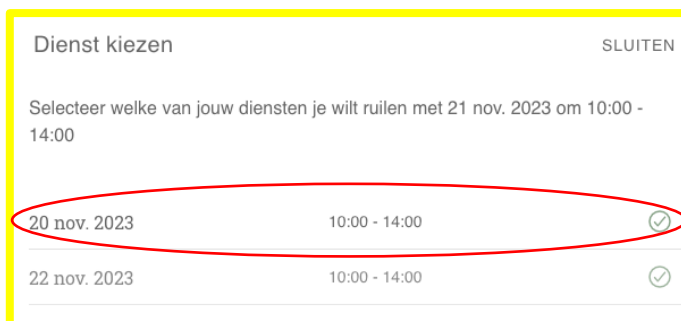 Dienst kiezen SLUITEN
Selecteer welke van jouw diensten je wilt ruilen met 21 nov. 2023 om 10:00 -
14:00
20 nov. 2023 10:00 - 14:00
22 nov. 2023 10:00 - 14:00